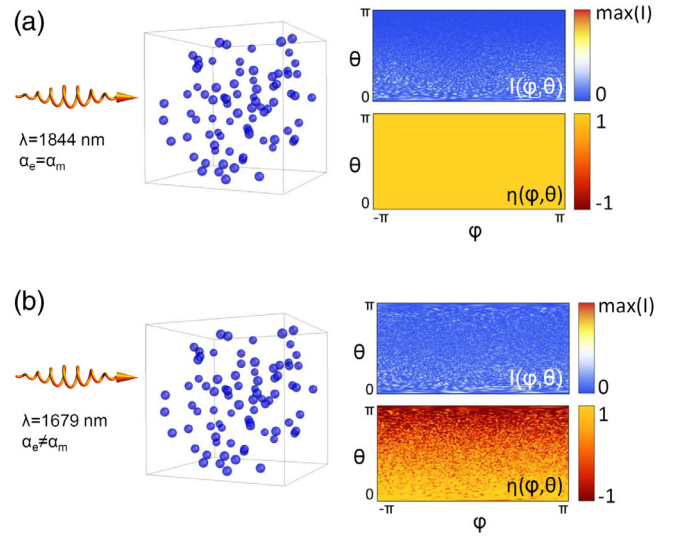 (a)
λ=1844 nm
αₑ=αₘ
π
θ
0
I(φ,θ)
max(I)
0
π
θ
0
η(φ,θ)
1
-1
-π
π
φ
(b)
λ=1679 nm
αₑ≠αₘ
π
θ
0
I(φ,θ)
max(I)
0
π
θ
0
η(φ,θ)
1
-1
-π
π
φ